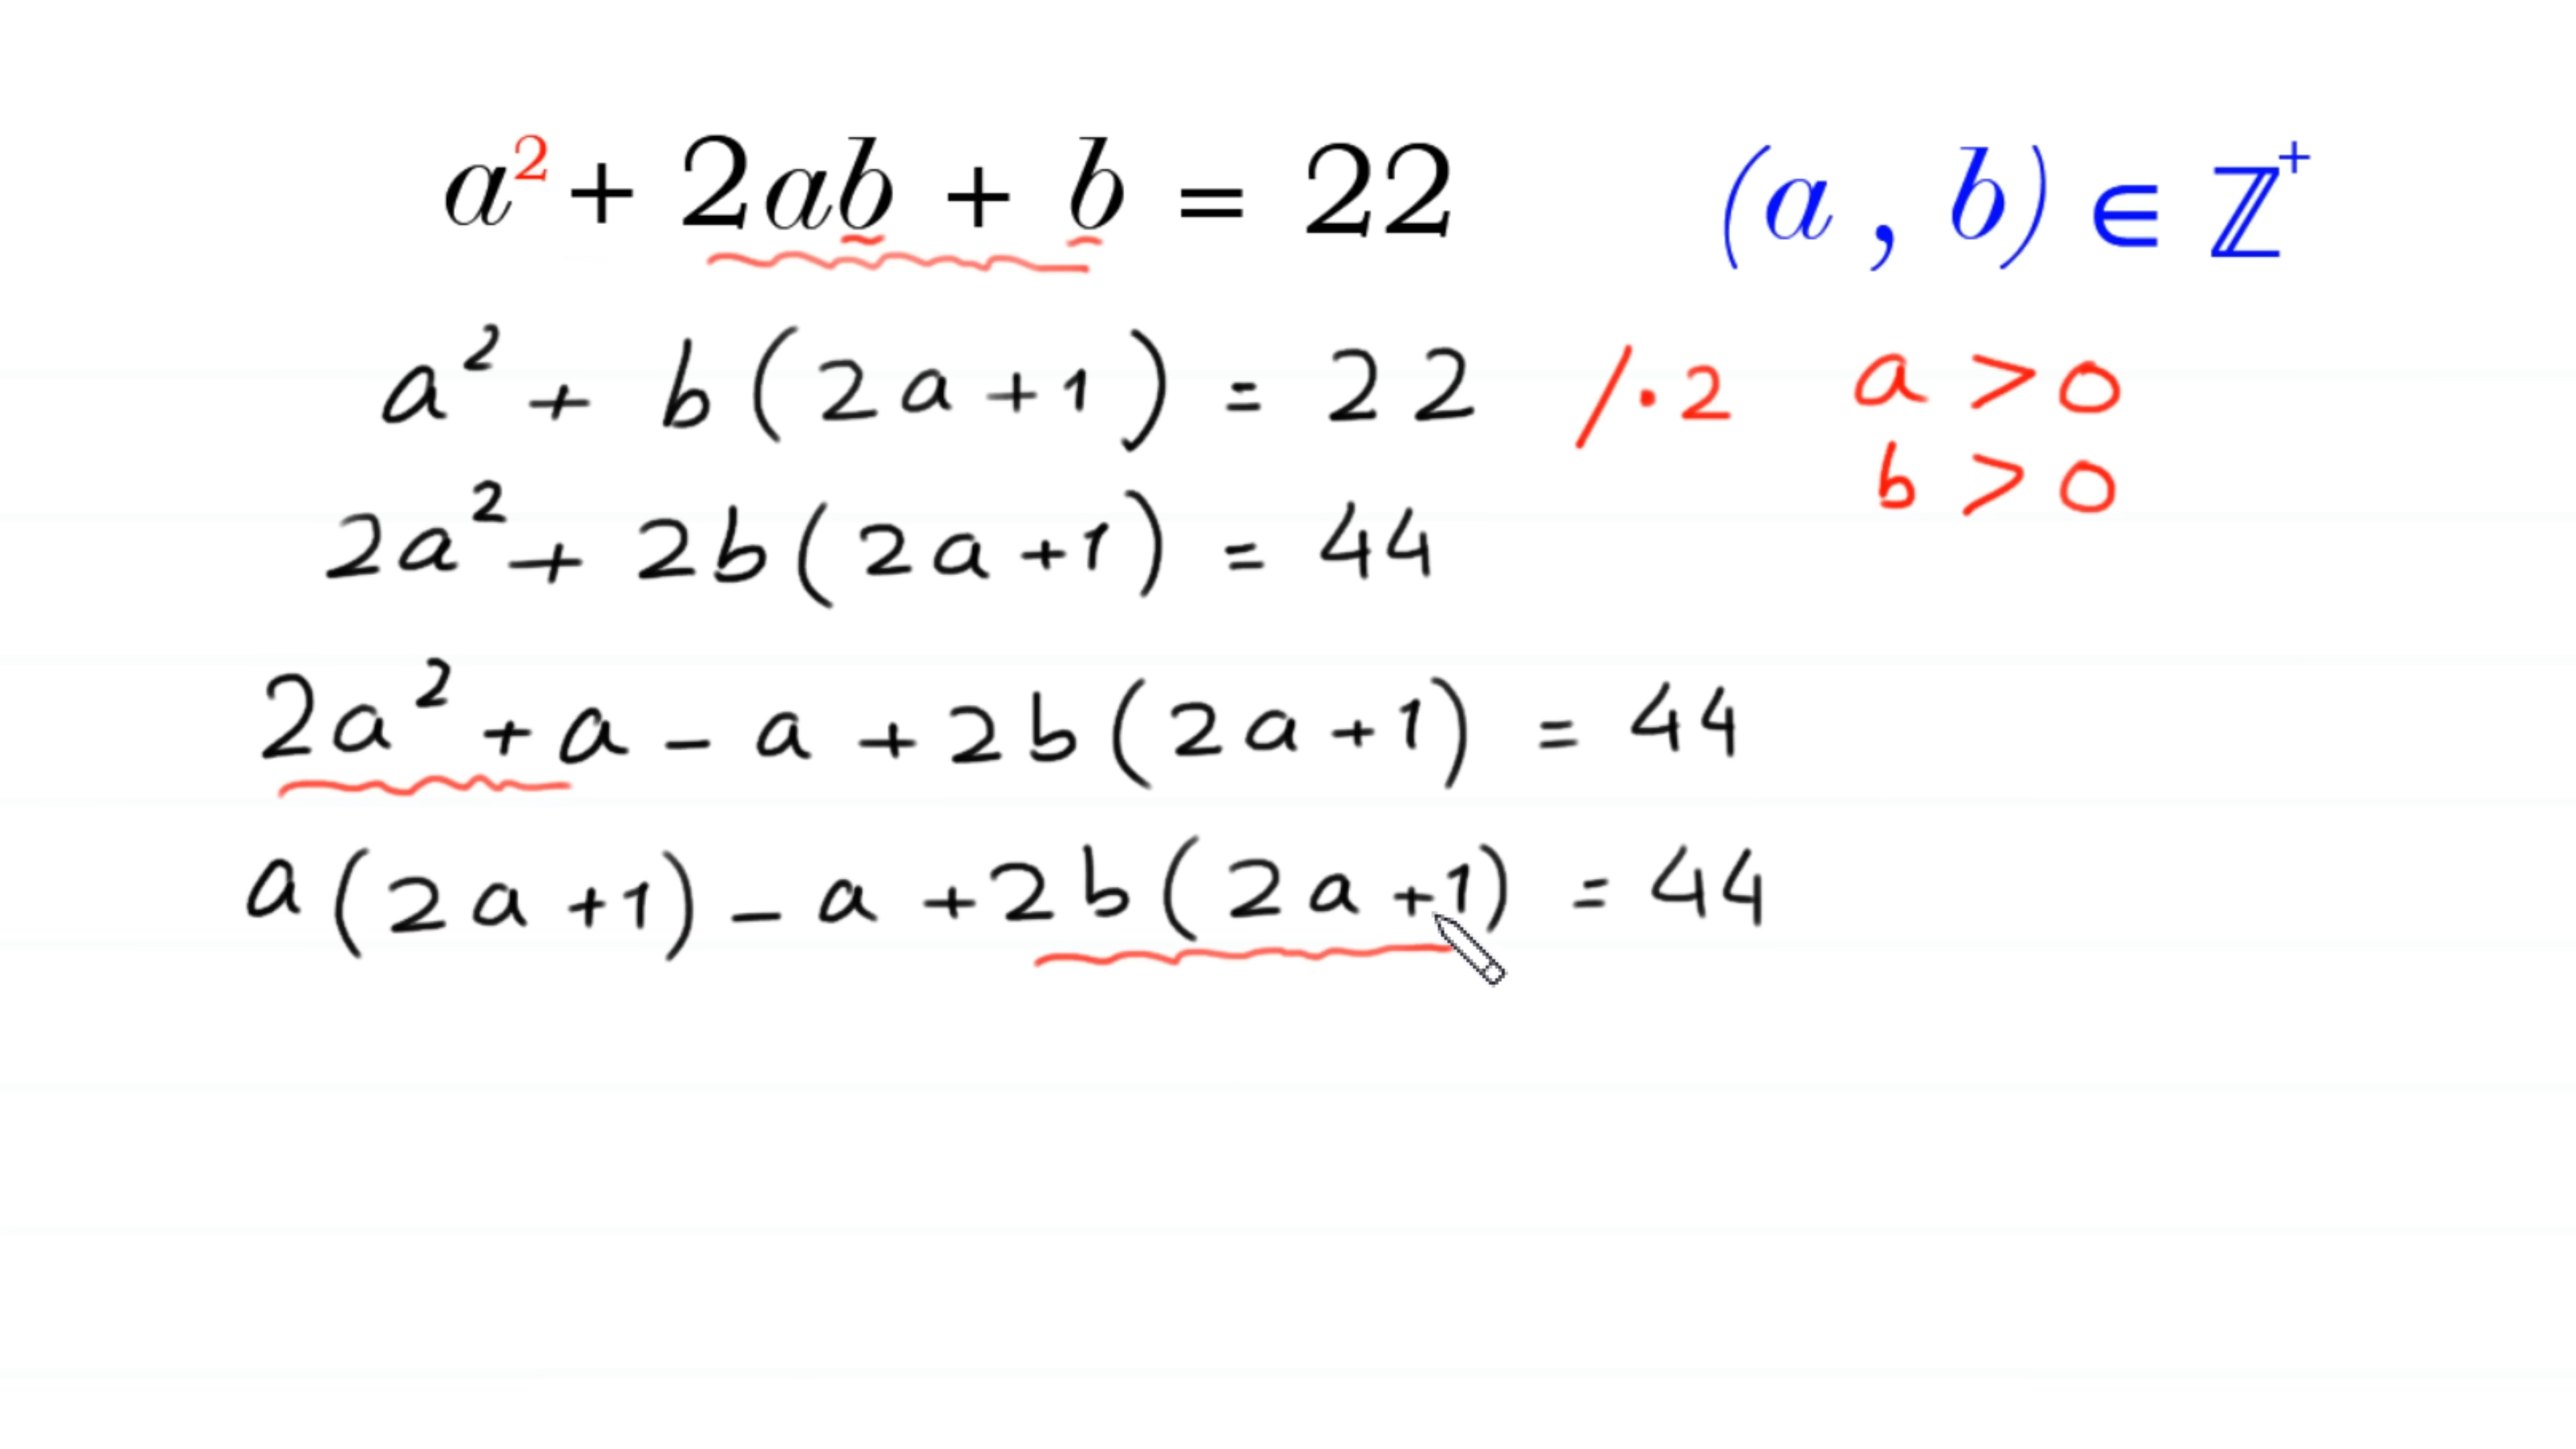 a² + 2ab + b = 22 (a , b) ∈ ℤ⁺
a² + b(2a+1) = 22 /·2 a > 0
b > 0
2a² + 2b(2a+1) = 44
2a² + a - a + 2b(2a+1) = 44
a(2a+1) - a + 2b(2a+1) = 44